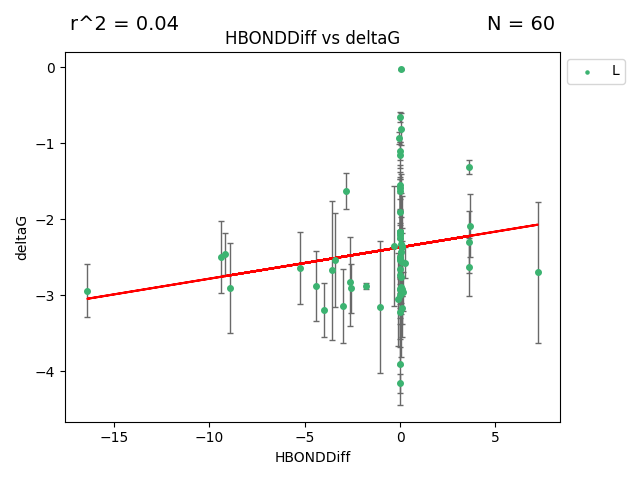 r^2 = 0.04
N = 60
HBONDDiff vs deltaG
L
0
−1
−2
−3
−4
deltaG
−15
−10
−5
0
5
HBONDDiff